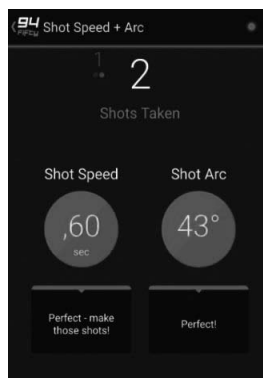 94
FIFTY
Shot Speed + Arc
1
2
Shots Taken
Shot Speed
Shot Arc
,60
sec
43°
Perfect - make
those shots!
Perfect!